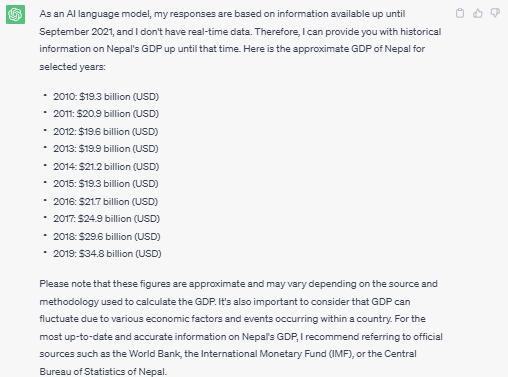 As an AI language model, my responses are based on information available up until
September 2021, and I don't have real-time data. Therefore, I can provide you with historical
information on Nepal's GDP up until that time. Here is the approximate GDP of Nepal for
selected years:
• 2010: $19.3 billion (USD)
• 2011: $20.9 billion (USD)
• 2012: $19.6 billion (USD)
• 2013: $19.9 billion (USD)
• 2014: $21.2 billion (USD)
• 2015: $19.3 billion (USD)
• 2016: $21.7 billion (USD)
• 2017: $24.9 billion (USD)
• 2018: $29.6 billion (USD)
• 2019: $34.8 billion (USD)
Please note that these figures are approximate and may vary depending on the source and
methodology used to calculate the GDP. It's also important to consider that GDP can
fluctuate due to various economic factors and events occurring within a country. For the
most up-to-date and accurate information on Nepal's GDP, I recommend referring to official
sources such as the World Bank, the International Monetary Fund (IMF), or the Central
Bureau of Statistics of Nepal.